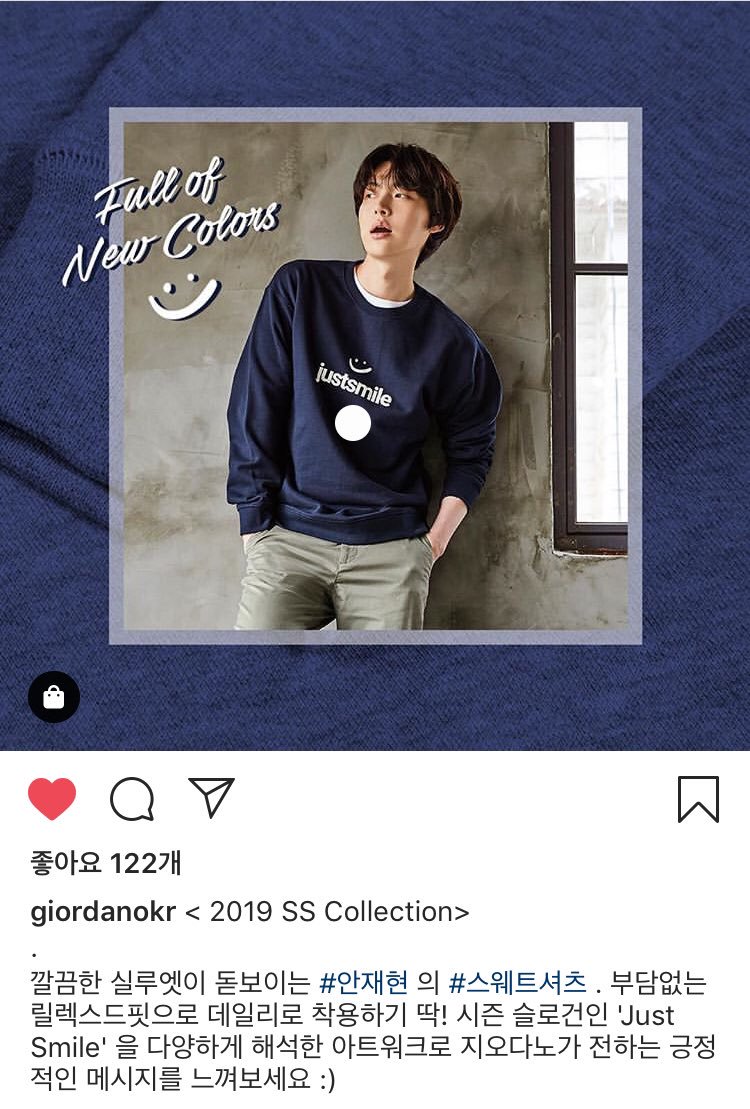 Full of
New Colors
justsmile
좋아요 122개
giordanokr < 2019 SS Collection>
.
깔끔한 실루엣이 돋보이는 #안재현 의 #스웨트셔츠 . 부담없는
릴렉스드핏으로 데일리로 착용하기 딱! 시즌 슬로건인 'Just
Smile' 을 다양하게 해석한 아트워크로 지오다노가 전하는 긍정
적인 메시지를 느껴보세요 :)